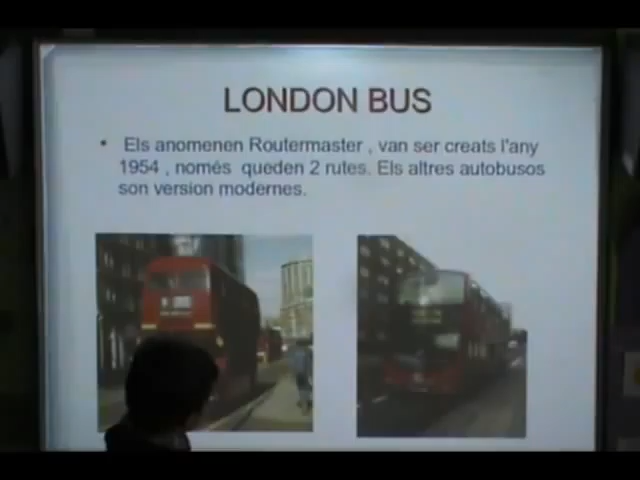 LONDON BUS
• Els anomenen Routermaster , van ser creats l'any
1954 , només queden 2 rutes. Els altres autobusos
son version modernes.